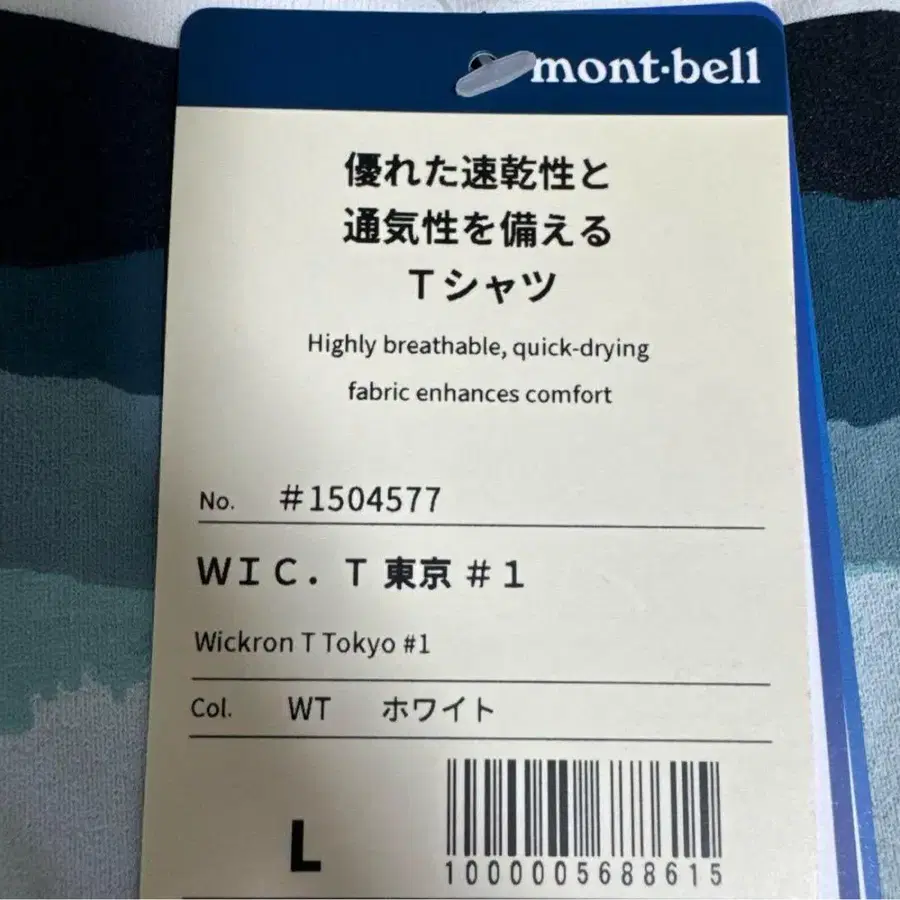 mont·bell
優れた速乾性と
通気性を備える
Tシャツ
Highly breathable, quick-drying
fabric enhances comfort
No. #1504577
WIC. T 東京 #1
Wickron T Tokyo #1
Col. WT ホワイト
L
1000005688615